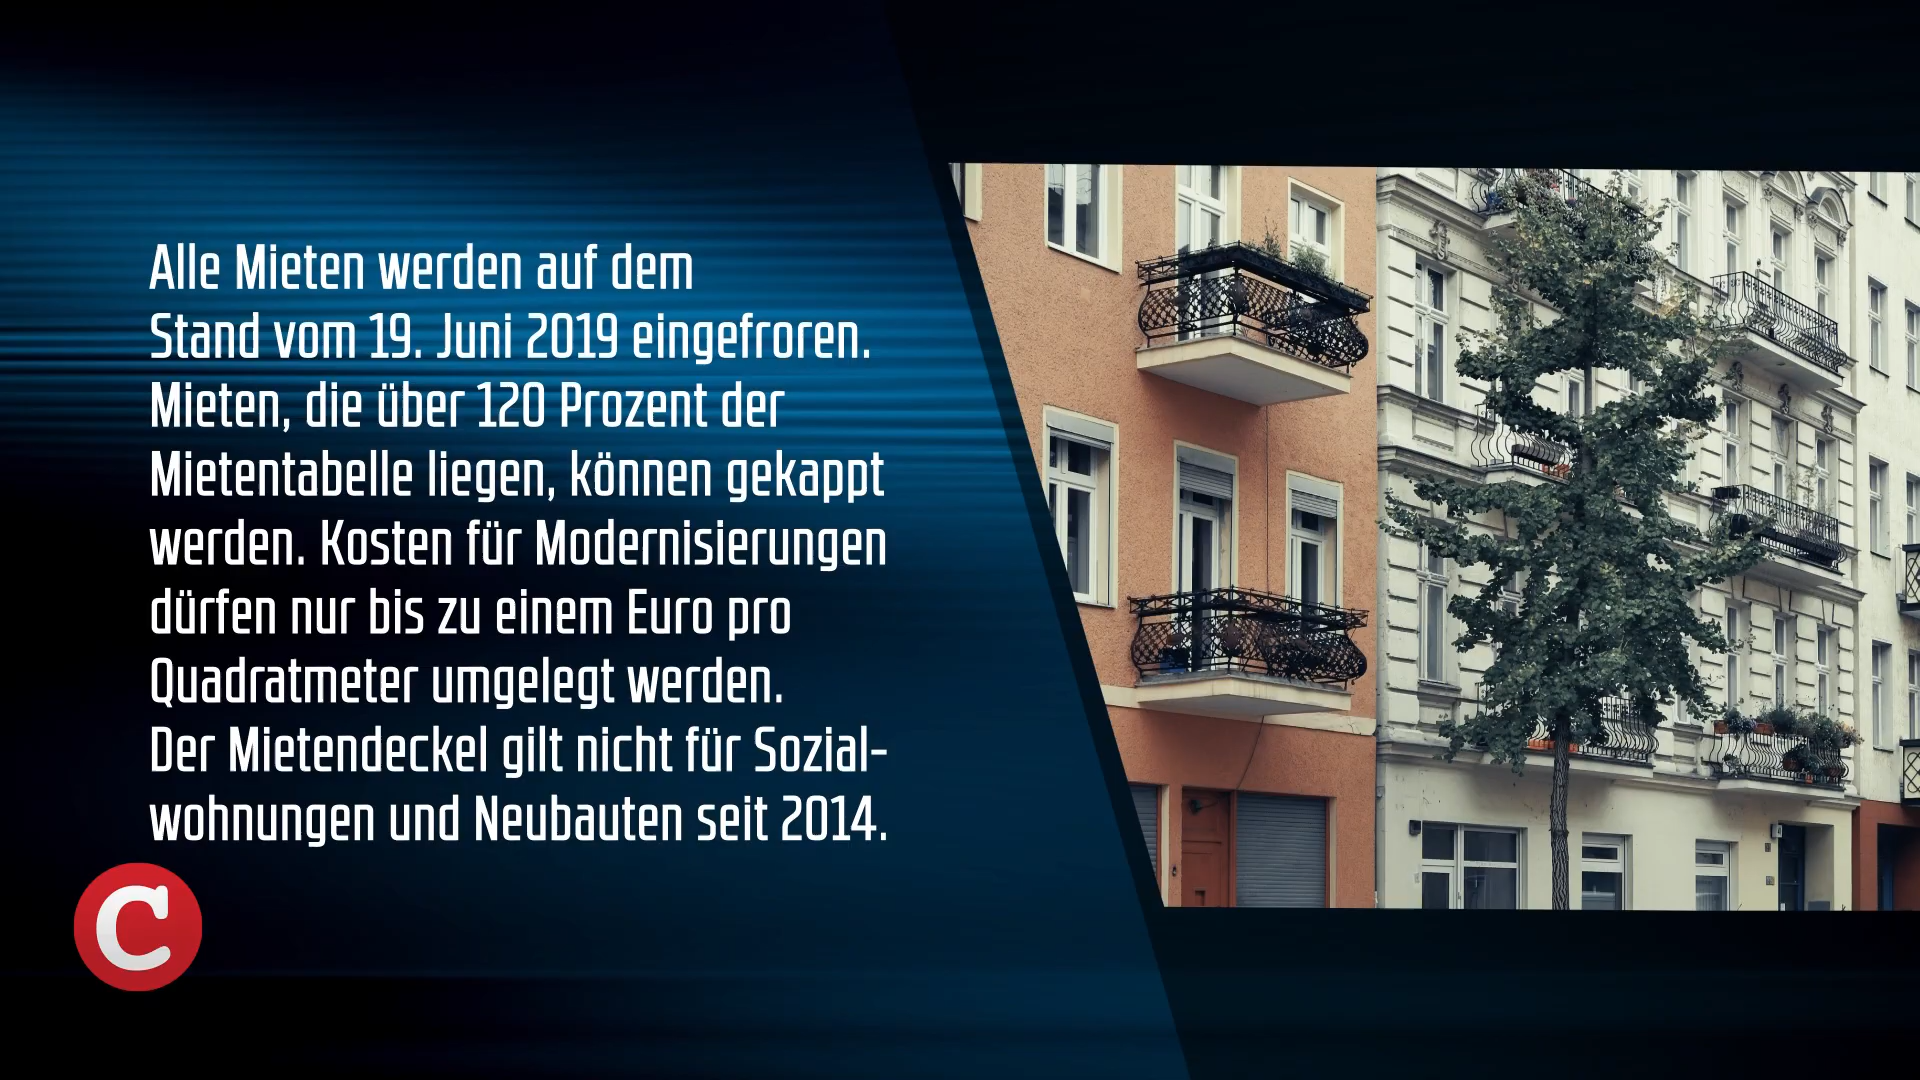 Alle Mieten werden auf dem
Stand vom 19. Juni 2019 eingefroren.
Mieten, die über 120 Prozent der
Mietentabelle liegen, können gekappt
werden. Kosten für Modernisierungen
dürfen nur bis zu einem Euro pro
Quadratmeter umgelegt werden.
Der Mietendeckel gilt nicht für Sozial-
wohnungen und Neubauten seit 2014.
C